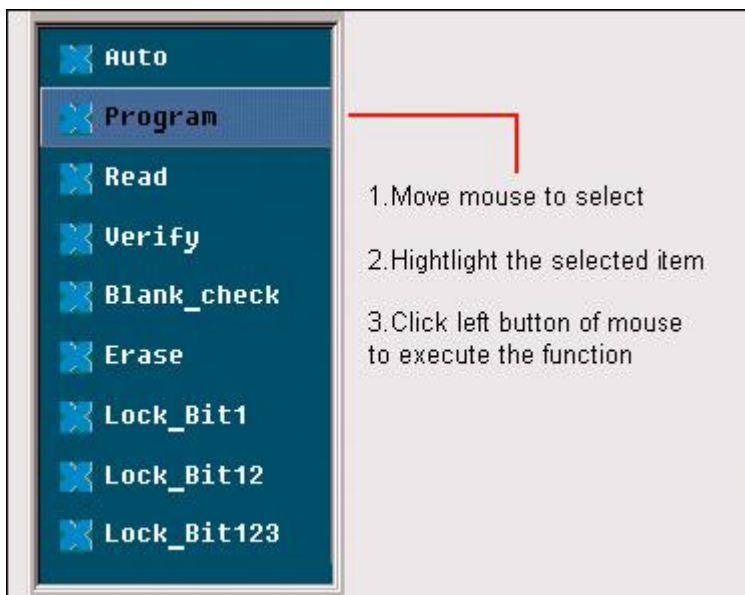 Auto
Program
Read
Verify
Blank_check
Erase
Lock_Bit1
Lock_Bit12
Lock_Bit123
1.Move mouse to select
2.Hightlight the selected item
3.Click left button of mouse
to execute the function